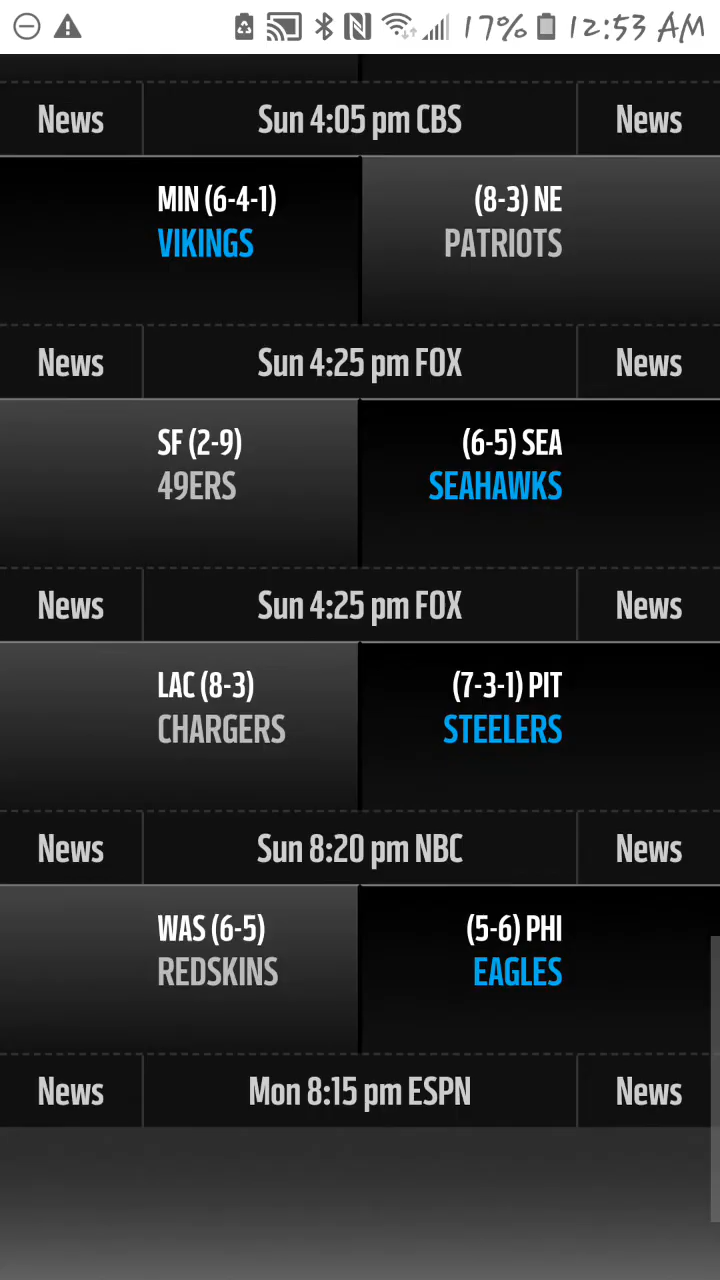 17% 12:53 AM
News Sun 4:05 pm CBS News
MIN (6-4-1) (8-3) NE
VIKINGS PATRIOTS
News Sun 4:25 pm FOX News
SF (2-9) (6-5) SEA
49ERS SEAHAWKS
News Sun 4:25 pm FOX News
LAC (8-3) (7-3-1) PIT
CHARGERS STEELERS
News Sun 8:20 pm NBC News
WAS (6-5) (5-6) PHI
REDSKINS EAGLES
News Mon 8:15 pm ESPN News